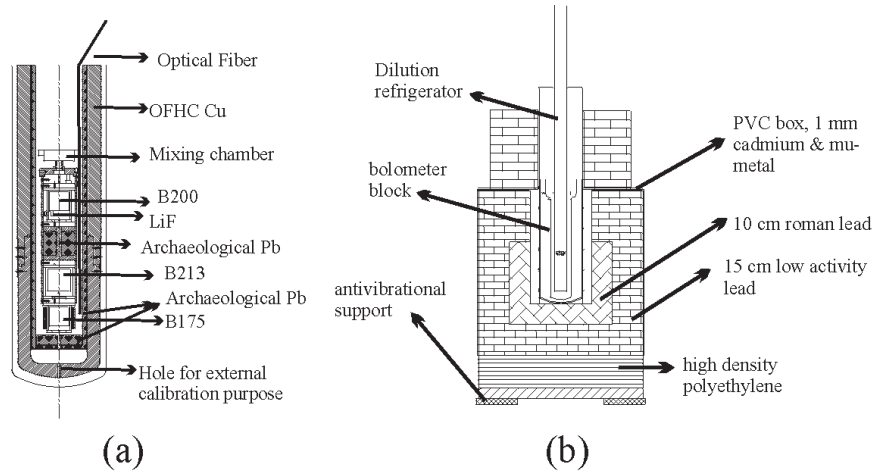 Optical Fiber
OFHC Cu
Mixing chamber
B200
LiF
Archaeological Pb
B213
Archaeological Pb
B175
Hole for external
calibration purpose
(a)
Dilution
refrigerator
bolometer
block
antivibrational
support
PVC box, 1 mm
cadmium & mu-
metal
10 cm roman lead
15 cm low activity
lead
high density
polyethylene
(b)